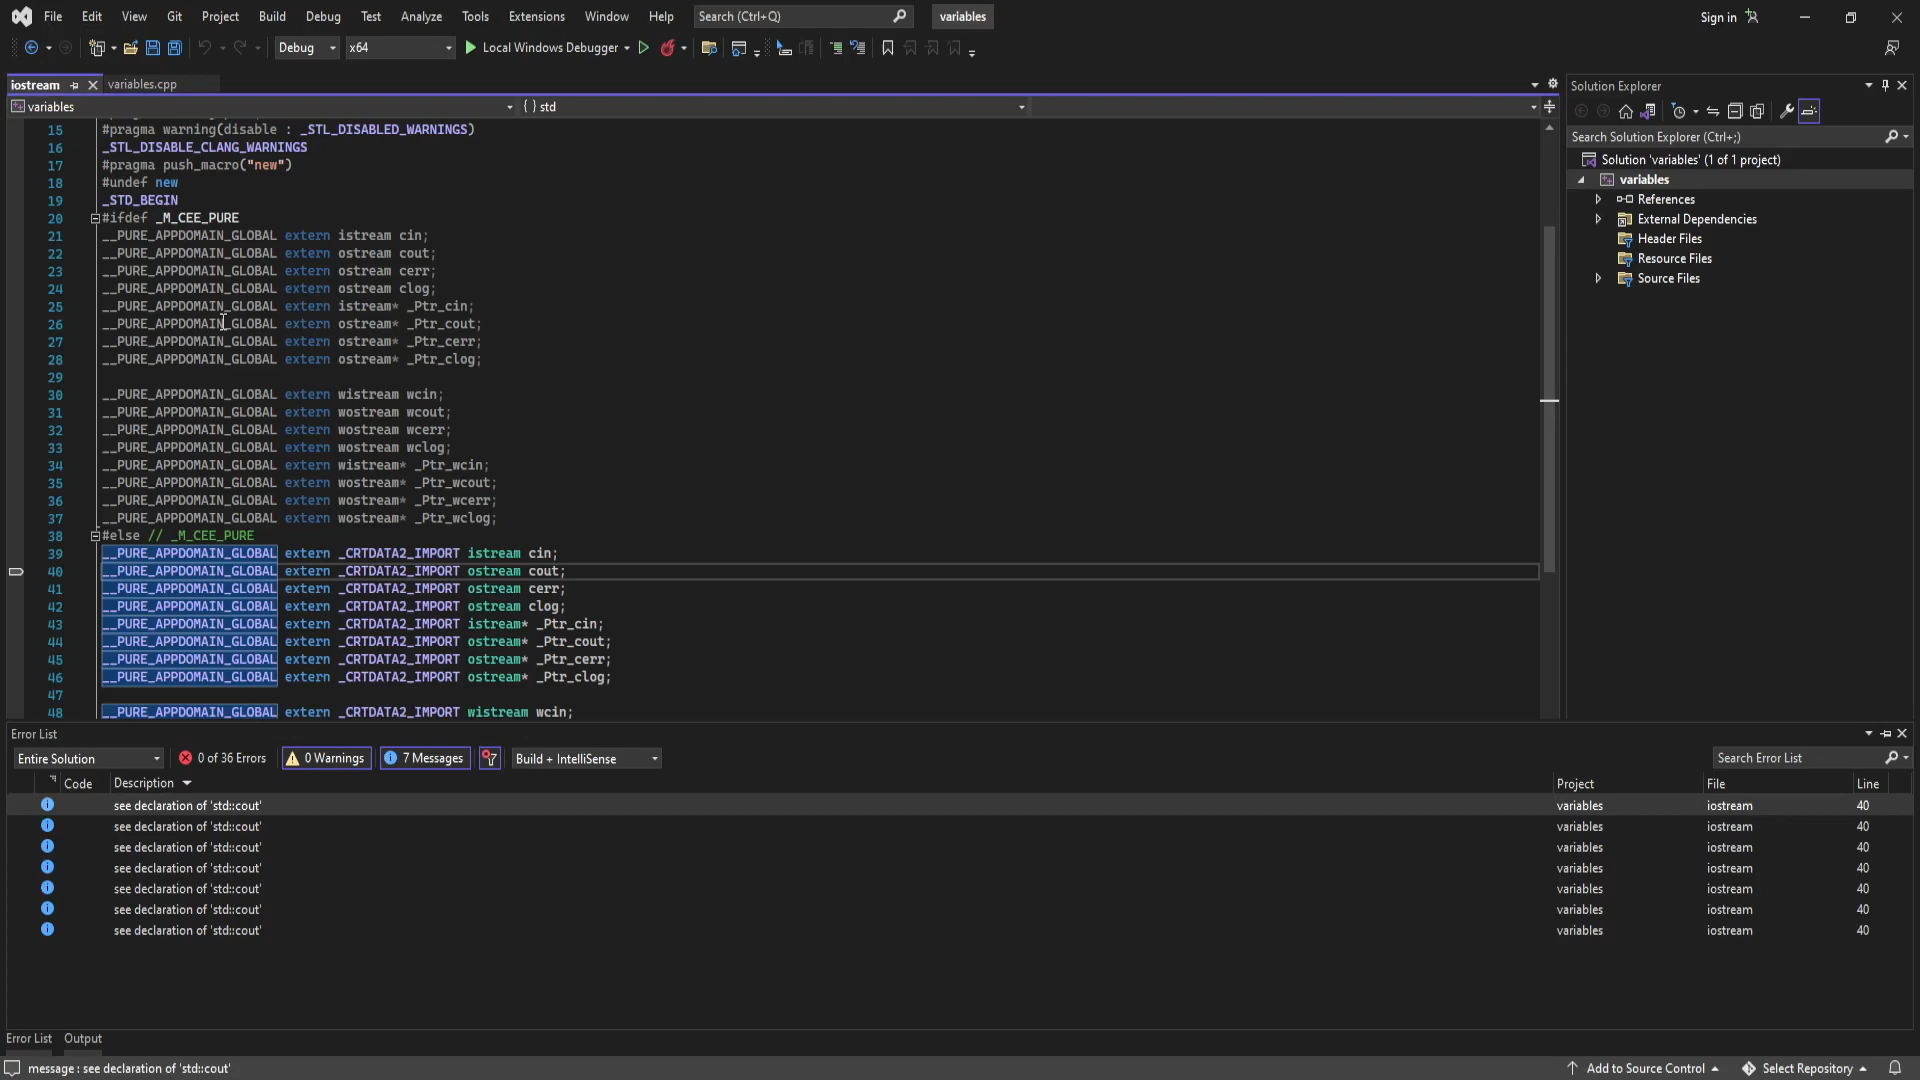 File Edit View Git Project Build Debug Test Analyze Tools Extensions Window Help Search (Ctrl+Q) variables Sign in
Debug x64 Local Windows Debugger
iostream variables.cpp
variables { } std
15 #pragma warning(disable : _STL_DISABLED_WARNINGS)
16 _STL_DISABLE_CLANG_WARNINGS
17 #pragma push_macro("new")
18 #undef new
19 _STD_BEGIN
20 #ifdef _M_CEE_PURE
21 __PURE_APPDOMAIN_GLOBAL extern istream cin;
22 __PURE_APPDOMAIN_GLOBAL extern ostream cout;
23 __PURE_APPDOMAIN_GLOBAL extern ostream cerr;
24 __PURE_APPDOMAIN_GLOBAL extern ostream clog;
25 __PURE_APPDOMAIN_GLOBAL extern istream* _Ptr_cin;
26 __PURE_APPDOMAIN_GLOBAL extern ostream* _Ptr_cout;
27 __PURE_APPDOMAIN_GLOBAL extern ostream* _Ptr_cerr;
28 __PURE_APPDOMAIN_GLOBAL extern ostream* _Ptr_clog;
29
30 __PURE_APPDOMAIN_GLOBAL extern wistream wcin;
31 __PURE_APPDOMAIN_GLOBAL extern wostream wcout;
32 __PURE_APPDOMAIN_GLOBAL extern wostream wcerr;
33 __PURE_APPDOMAIN_GLOBAL extern wostream wclog;
34 __PURE_APPDOMAIN_GLOBAL extern wistream* _Ptr_wcin;
35 __PURE_APPDOMAIN_GLOBAL extern wostream* _Ptr_wcout;
36 __PURE_APPDOMAIN_GLOBAL extern wostream* _Ptr_wcerr;
37 __PURE_APPDOMAIN_GLOBAL extern wostream* _Ptr_wclog;
38 #else // _M_CEE_PURE
39 __PURE_APPDOMAIN_GLOBAL extern _CRTDATA2_IMPORT istream cin;
40 __PURE_APPDOMAIN_GLOBAL extern _CRTDATA2_IMPORT ostream cout;
41 __PURE_APPDOMAIN_GLOBAL extern _CRTDATA2_IMPORT ostream cerr;
42 __PURE_APPDOMAIN_GLOBAL extern _CRTDATA2_IMPORT ostream clog;
43 __PURE_APPDOMAIN_GLOBAL extern _CRTDATA2_IMPORT istream* _Ptr_cin;
44 __PURE_APPDOMAIN_GLOBAL extern _CRTDATA2_IMPORT ostream* _Ptr_cout;
45 __PURE_APPDOMAIN_GLOBAL extern _CRTDATA2_IMPORT ostream* _Ptr_cerr;
46 __PURE_APPDOMAIN_GLOBAL extern _CRTDATA2_IMPORT ostream* _Ptr_clog;
47
48 __PURE_APPDOMAIN_GLOBAL extern _CRTDATA2_IMPORT wistream wcin;
Solution Explorer
Search Solution Explorer (Ctrl+;)
Solution 'variables' (1 of 1 project)
variables
References
External Dependencies
Header Files
Resource Files
Source Files
Error List
Entire Solution 0 of 36 Errors 0 Warnings 7 Messages Build + IntelliSense Search Error List
Code Description Project File Line
see declaration of 'std::cout' variables iostream 40
see declaration of 'std::cout' variables iostream 40
see declaration of 'std::cout' variables iostream 40
see declaration of 'std::cout' variables iostream 40
see declaration of 'std::cout' variables iostream 40
see declaration of 'std::cout' variables iostream 40
see declaration of 'std::cout' variables iostream 40
Error List Output
message : see declaration of 'std::cout' Add to Source Control Select Repository